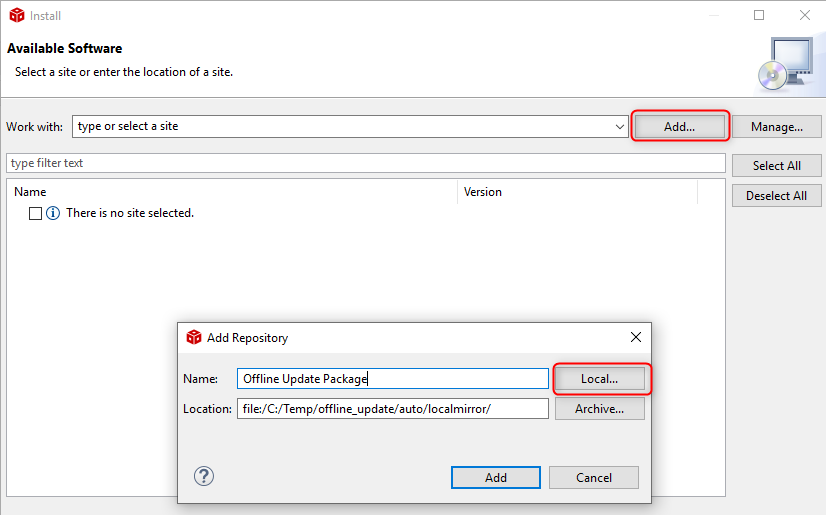 Install
Available Software
Select a site or enter the location of a site.
Work with: type or select a site Add... Manage...
type filter text Select All
Deselect All
Name Version
There is no site selected.
Add Repository
Name: Offline Update Package Local...
Location: file:/C:/Temp/offline_update/auto/localmirror/ Archive...
? Add Cancel